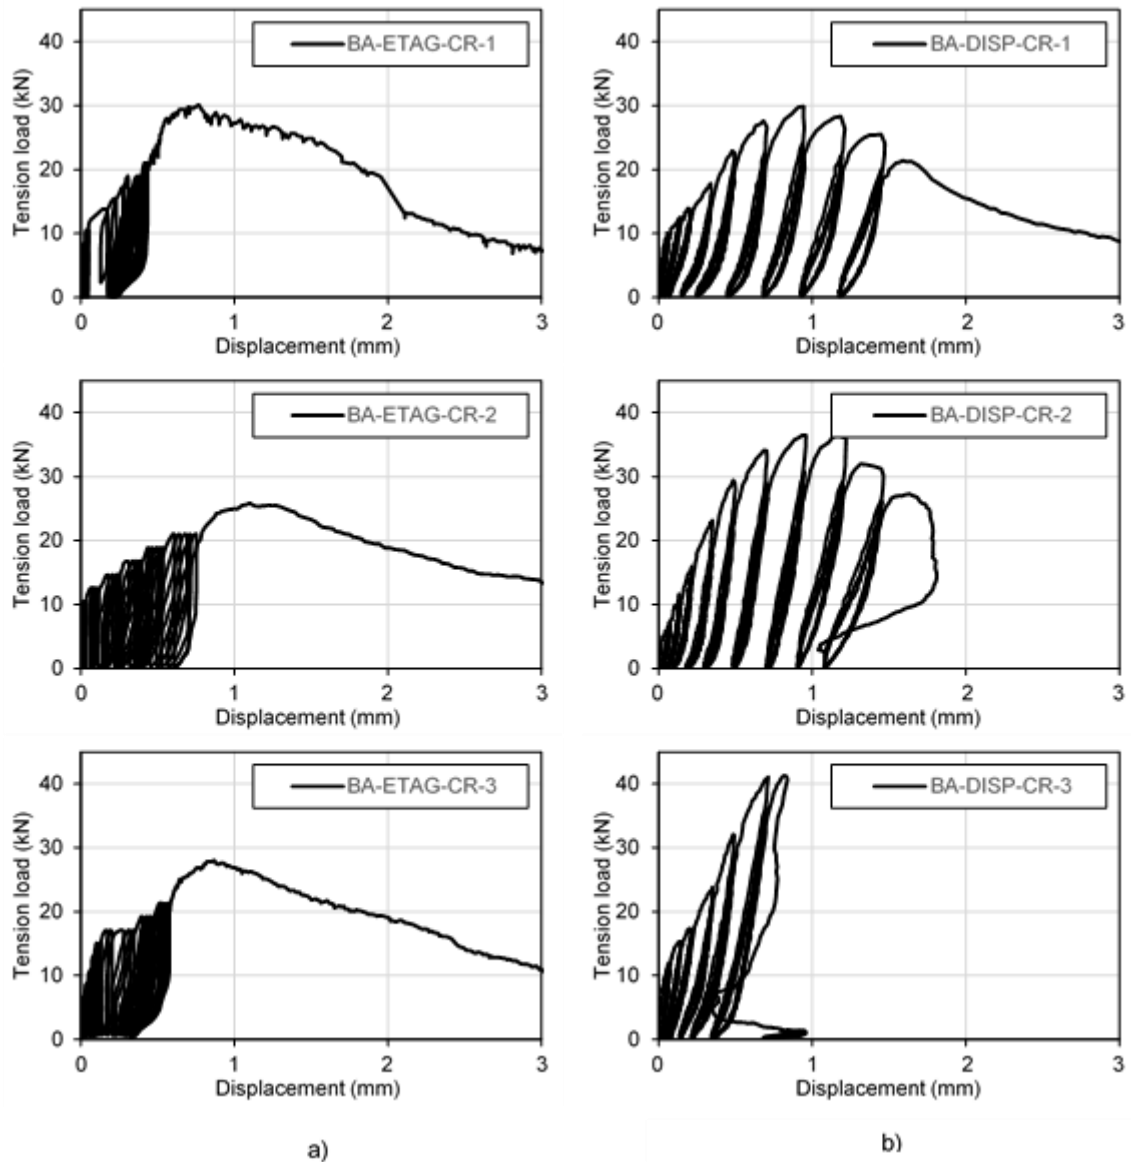 BA-ETAG-CR-1
Tension load (kN)
40
30
20
10
0
0 1 2 3
Displacement (mm)
BA-DISP-CR-1
Tension load (kN)
40
30
20
10
0
0 1 2 3
Displacement (mm)
BA-ETAG-CR-2
Tension load (kN)
40
30
20
10
0
0 1 2 3
Displacement (mm)
BA-DISP-CR-2
Tension load (kN)
40
30
20
10
0
0 1 2 3
Displacement (mm)
BA-ETAG-CR-3
Tension load (kN)
40
30
20
10
0
0 1 2 3
Displacement (mm)
BA-DISP-CR-3
Tension load (kN)
40
30
20
10
0
0 1 2 3
Displacement (mm)
a)
b)